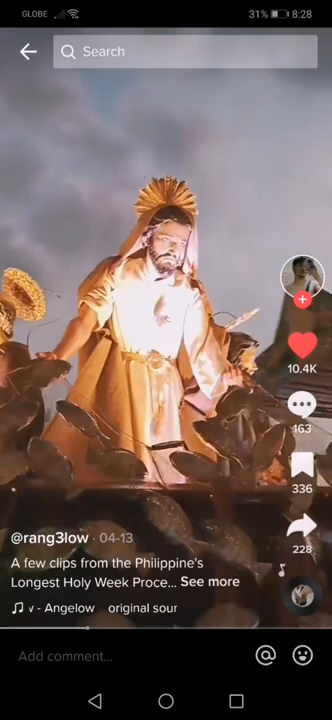 GLOBE 31% 8:28
Search
10.4K
163
336
228
@rang3low · 04-13
A few clips from the Philippine's
Longest Holy Week Proce... See more
v - Angelow original sour
Add comment...